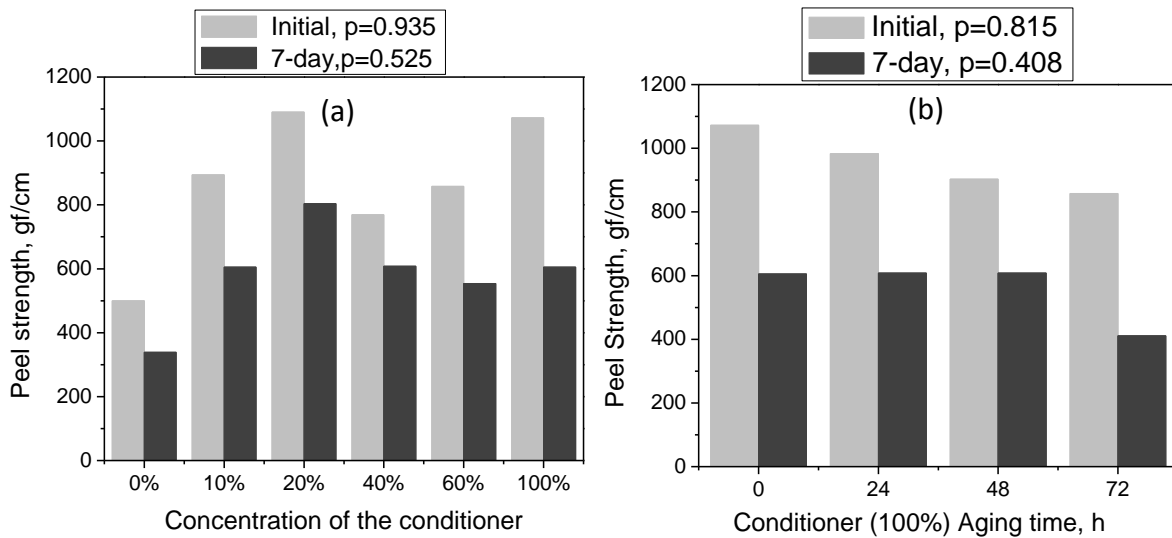 Initial, p=0.935
7-day,p=0.525
(a)
Peel strength, gf/cm
1200
1000
800
600
400
200
0
0% 10% 20% 40% 60% 100%
Concentration of the conditioner
Initial, p=0.815
7-day, p=0.408
(b)
Peel Strength, gf/cm
1200
1000
800
600
400
200
0
0 24 48 72
Conditioner (100%) Aging time, h